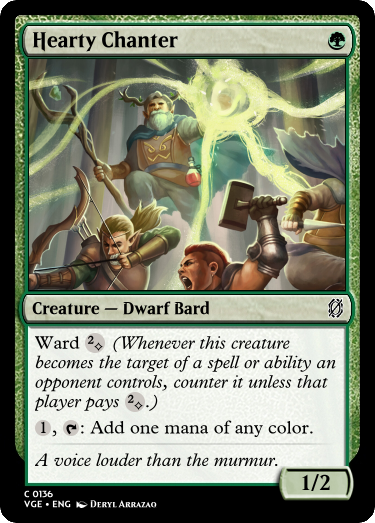 Hearty Chanter
Creature — Dwarf Bard
Ward 2 (Whenever this creature
becomes the target of a spell or ability an
opponent controls, counter it unless that
player pays 2.)
1, : Add one mana of any color.
A voice louder than the murmur.
1/2
C 0136
VGE • ENG Deryl Arrazao